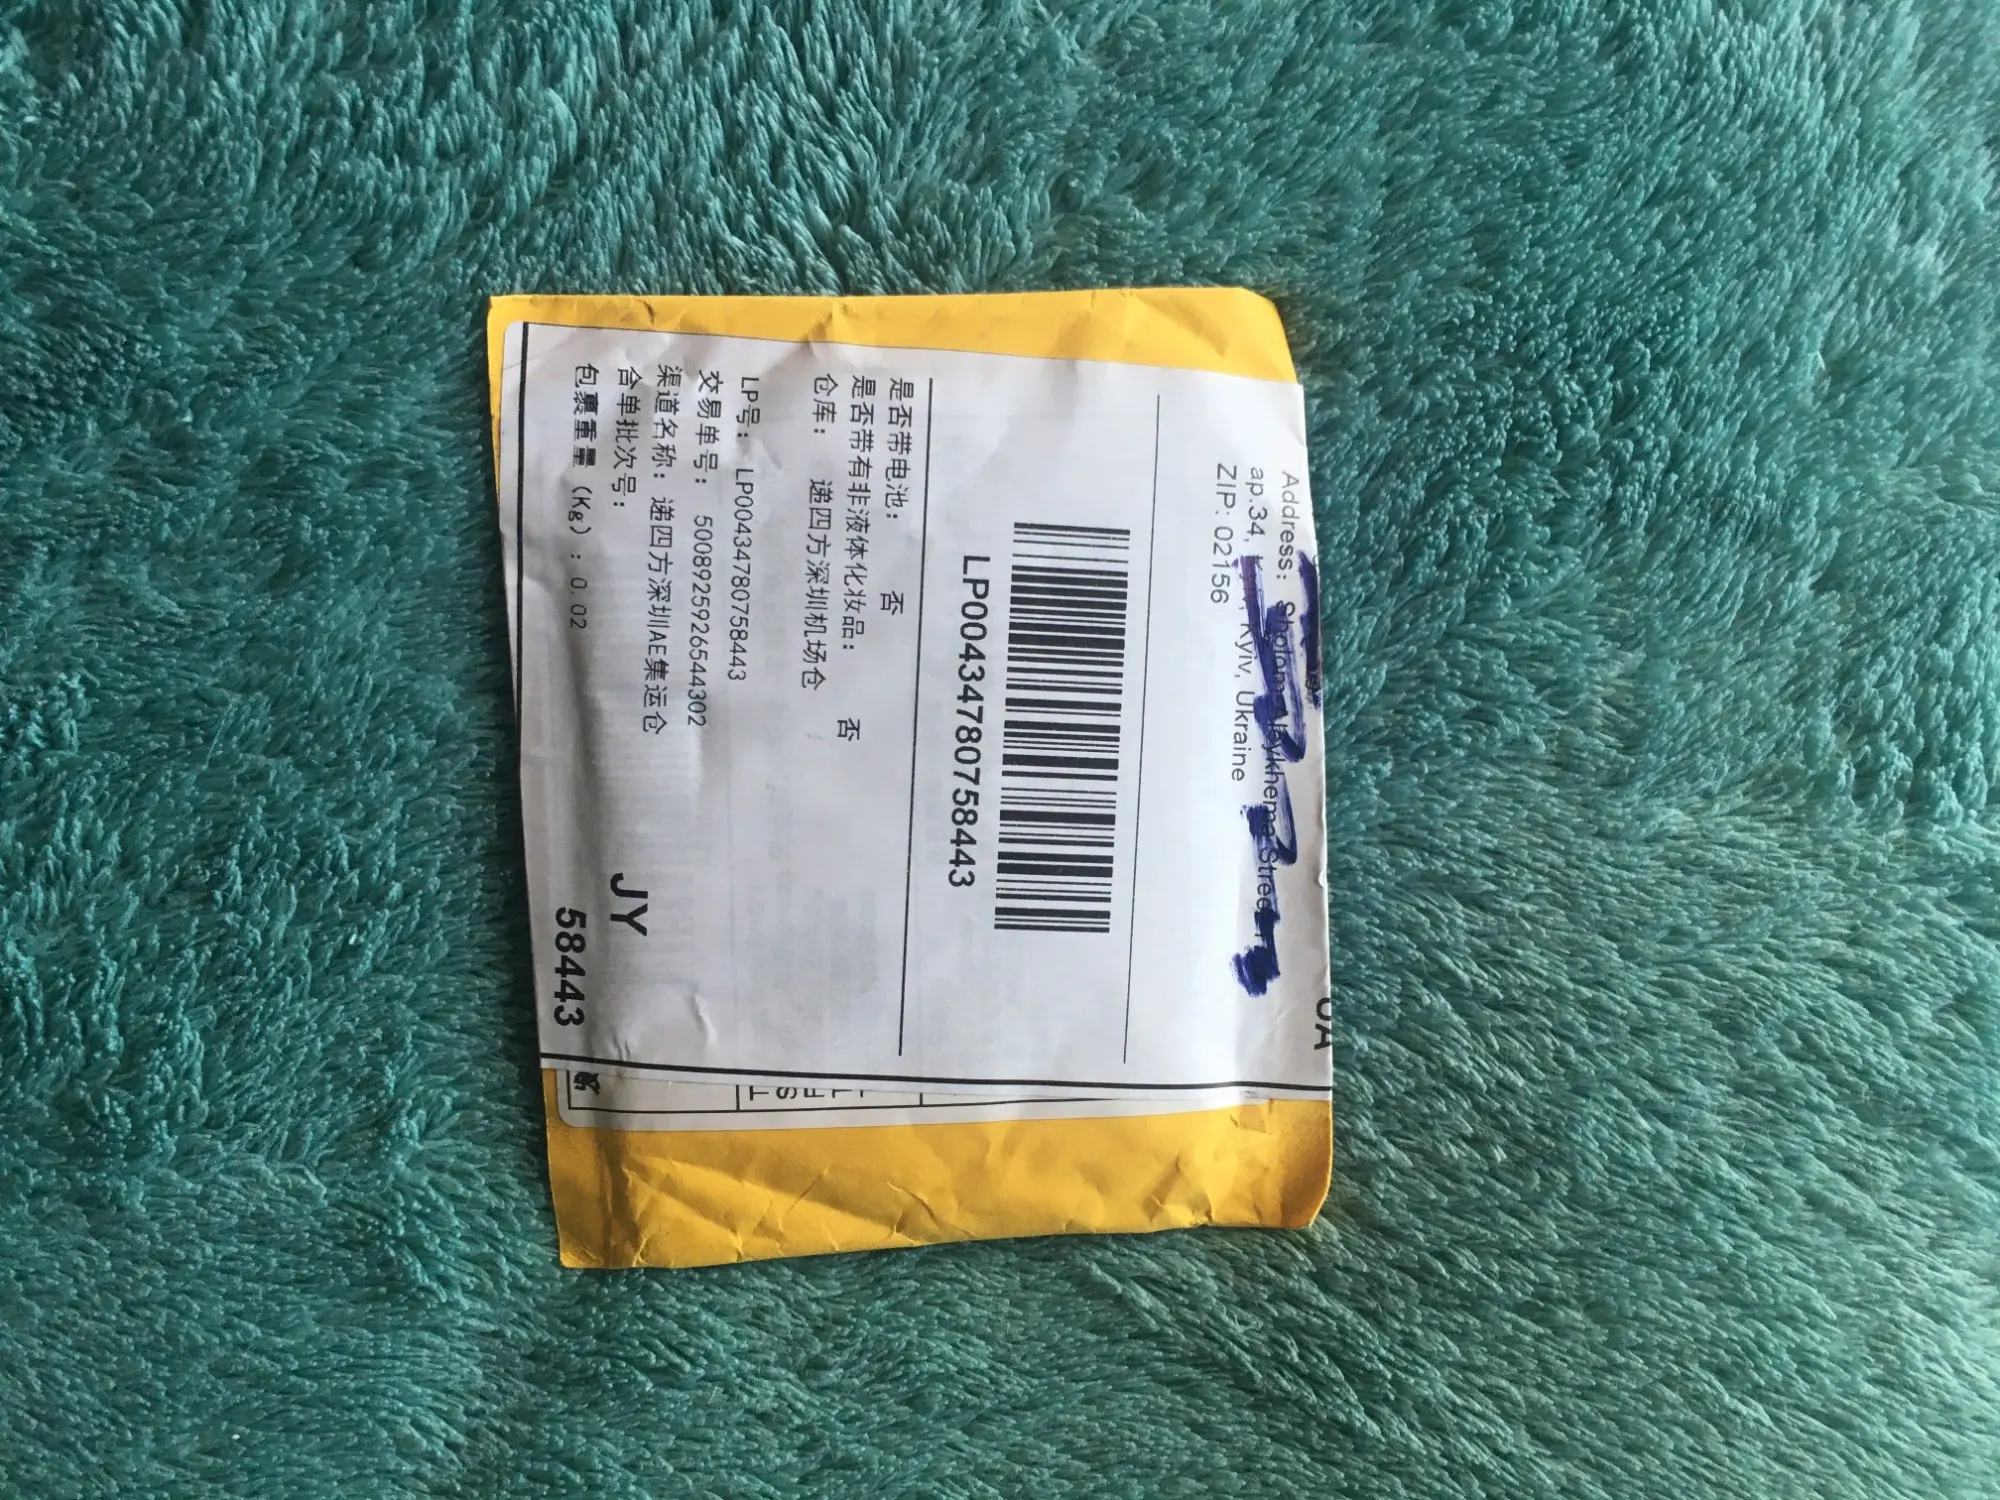 UA
Address:
ap.34, Kyiv, Ukraine
ZIP: 02156
LP00434780758443
是否带电池： 否
是否带有非液体化妆品： 否
仓库： 递四方深圳机场仓
LP号：LP00434780758443
交易单号： 5008925926544302
渠道名称：递四方深圳AE集运仓
合单批次号：
包裹重量（Kg）：0.02
JY
58443